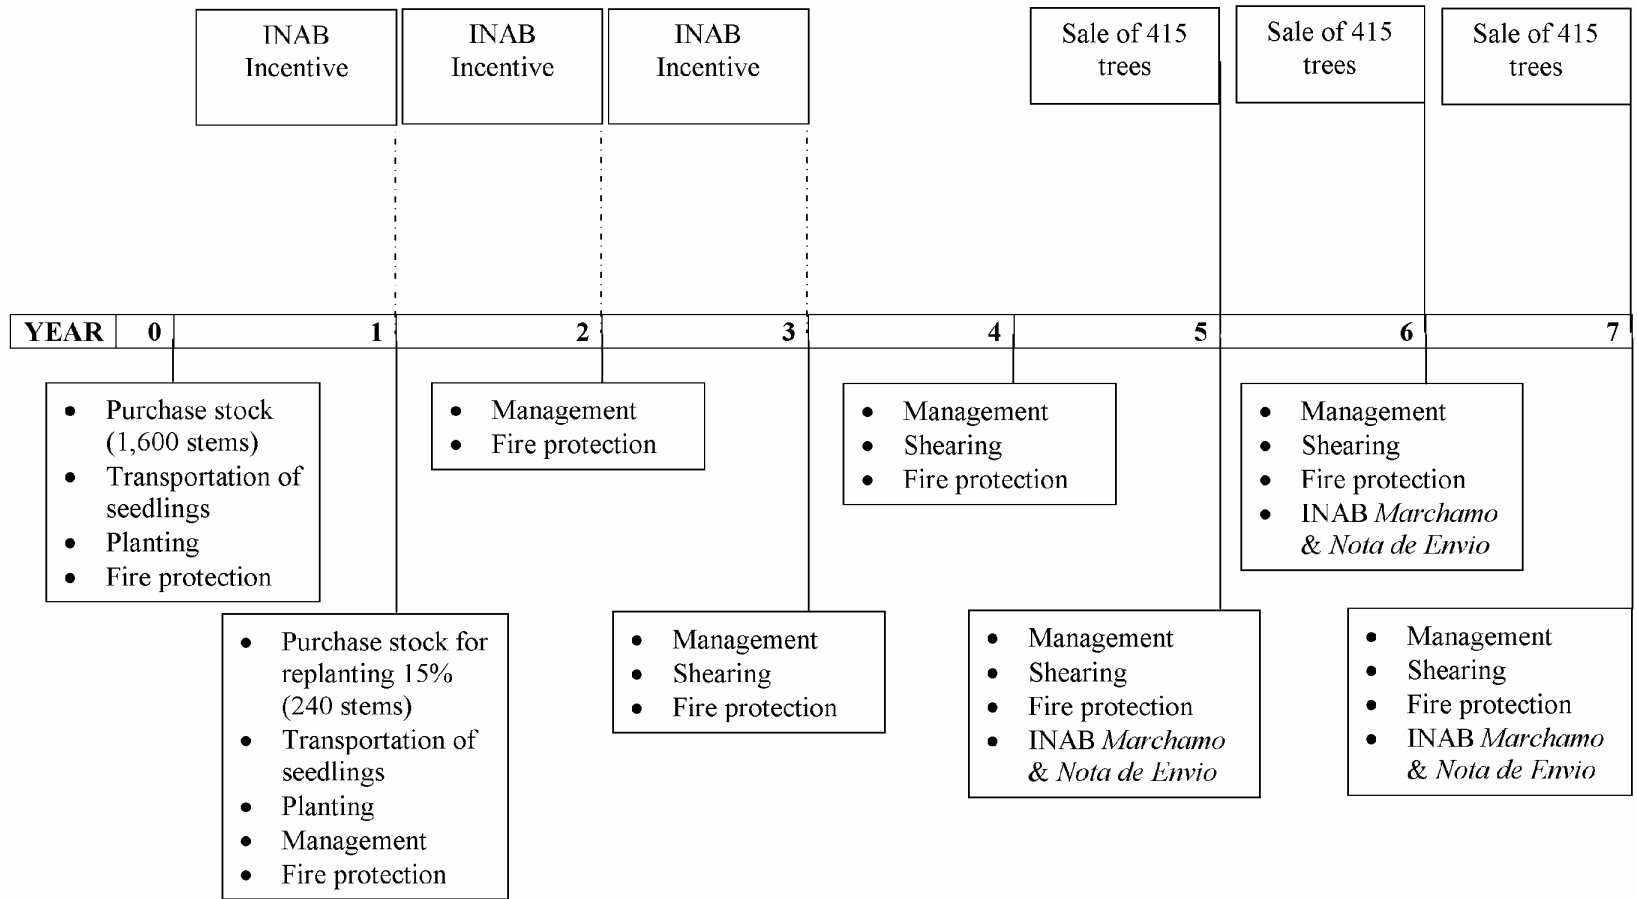 INAB
Incentive
INAB
Incentive
INAB
Incentive
Sale of 415
trees
Sale of 415
trees
Sale of 415
trees
YEAR 0 1 2 3 4 5 6 7
• Purchase stock
(1,600 stems)
• Transportation of
seedlings
• Planting
• Fire protection
• Purchase stock for
replanting 15%
(240 stems)
• Transportation of
seedlings
• Planting
• Management
• Fire protection
• Management
• Fire protection
• Management
• Shearing
• Fire protection
• Management
• Shearing
• Fire protection
• Management
• Shearing
• Fire protection
• INAB Marchamo
& Nota de Envio
• Management
• Shearing
• Fire protection
• INAB Marchamo
& Nota de Envio
• Management
• Shearing
• Fire protection
• INAB Marchamo
& Nota de Envio